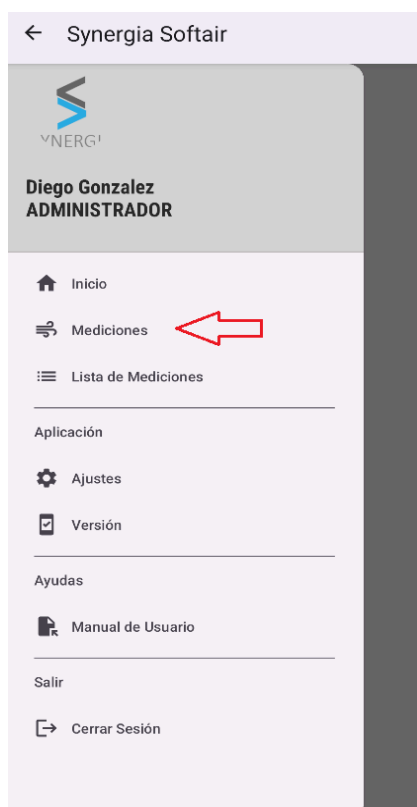 Synergia Softair
YNERGI
Diego Gonzalez
ADMINISTRADOR
Inicio
Mediciones
Lista de Mediciones
Aplicación
Ajustes
Versión
Ayudas
Manual de Usuario
Salir
Cerrar Sesión